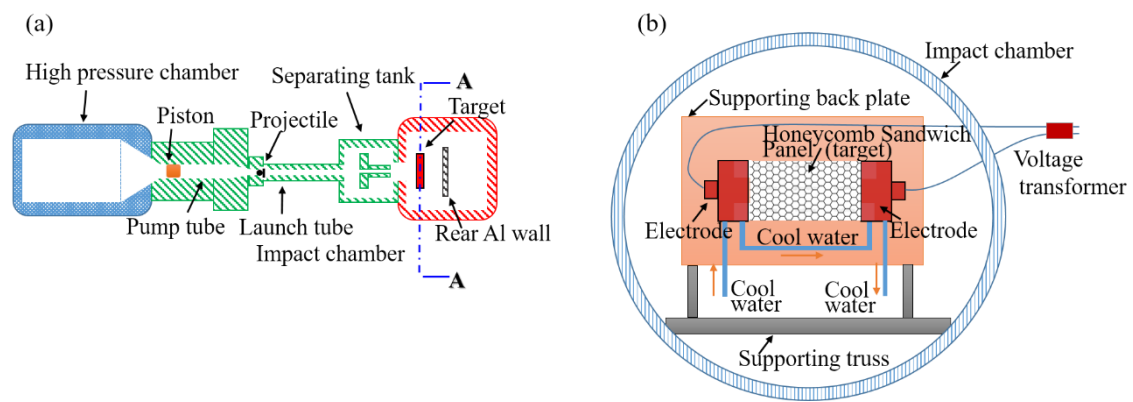 (a)
High pressure chamber
Piston
Projectile
Separating tank
A
Target
Pump tube
Launch tube
Impact chamber
Rear Al wall
A
(b)
Impact chamber
Supporting back plate
Honeycomb Sandwich
Panel (target)
Voltage
transformer
Electrode
Electrode
Cool water
Cool
water
Cool
water
Supporting truss